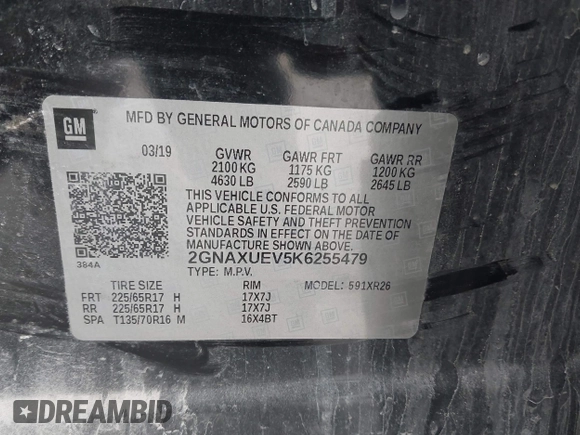 GM
MFD BY GENERAL MOTORS OF CANADA COMPANY
03/19 GVWR GAWR FRT GAWR RR
2100 KG 1175 KG 1200 KG
4630 LB 2590 LB 2645 LB
THIS VEHICLE CONFORMS TO ALL
APPLICABLE U.S. FEDERAL MOTOR
VEHICLE SAFETY AND THEFT PREVENTION
STANDARDS IN EFFECT ON THE DATE OF
MANUFACTURE SHOWN ABOVE.
384A 2GNAXUEV5K6255479
TYPE: M.P.V.
TIRE SIZE RIM MODEL: 591XR26
FRT 225/65R17 H 17X7J
RR 225/65R17 H 17X7J
SPA T135/70R16 M 16X4BT
DREAMBID